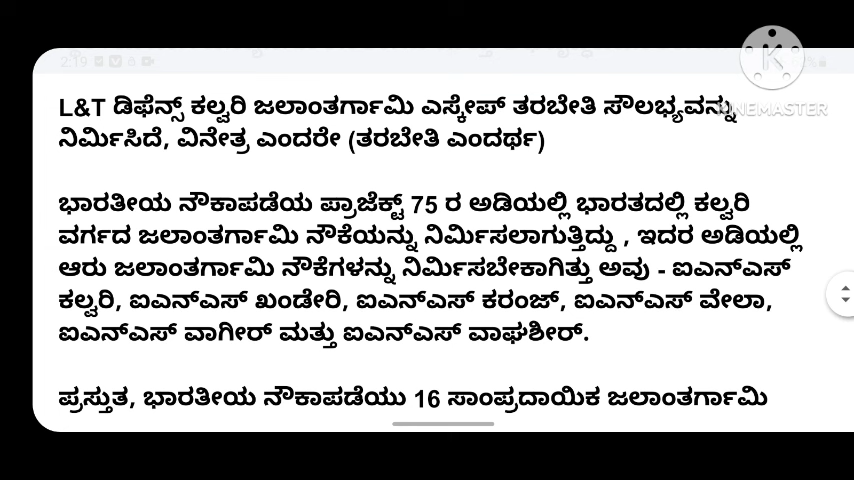 2:19
KINEMASTER
L&T ಡಿಫೆನ್ಸ್ ಕಲ್ವರಿ ಜಲಾಂತರ್ಗಾಮಿ ಎಸ್ಕೇಪ್ ತರಬೇತಿ ಸೌಲಭ್ಯವನ್ನು
ನಿರ್ಮಿಸಿದೆ, ವಿನೇತ್ರ ಎಂದರೇ (ತರಬೇತಿ ಎಂದರ್ಥ)
ಭಾರತೀಯ ನೌಕಾಪಡೆಯ ಪ್ರಾಜೆಕ್ಟ್ 75 ರ ಅಡಿಯಲ್ಲಿ ಭಾರತದಲ್ಲಿ ಕಲ್ವರಿ
ವರ್ಗದ ಜಲಾಂತರ್ಗಾಮಿ ನೌಕೆಯನ್ನು ನಿರ್ಮಿಸಲಾಗುತ್ತಿದ್ದು , ಇದರ ಅಡಿಯಲ್ಲಿ
ಆರು ಜಲಾಂತರ್ಗಾಮಿ ನೌಕೆಗಳನ್ನು ನಿರ್ಮಿಸಬೇಕಾಗಿತ್ತು ಅವು - ಐಎನ್ಎಸ್
ಕಲ್ವರಿ, ಐಎನ್ಎಸ್ ಖಂಡೇರಿ, ಐಎನ್ಎಸ್ ಕರಂಜ್, ಐಎನ್ಎಸ್ ವೇಲಾ,
ಐಎನ್ಎಸ್ ವಾಗೀರ್ ಮತ್ತು ಐಎನ್ಎಸ್ ವಾಘಶೀರ್.
ಪ್ರಸ್ತುತ, ಭಾರತೀಯ ನೌಕಾಪಡೆಯು 16 ಸಾಂಪ್ರದಾಯಿಕ ಜಲಾಂತರ್ಗಾಮಿ